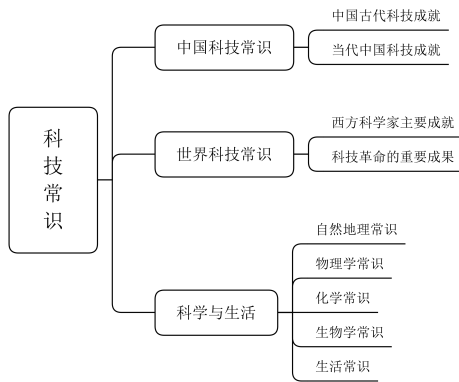 科技常识
中国科技常识
中国古代科技成就
当代中国科技成就
世界科技常识
西方科学家主要成就
科技革命的重要成果
科学与生活
自然地理常识
物理学常识
化学常识
生物学常识
生活常识